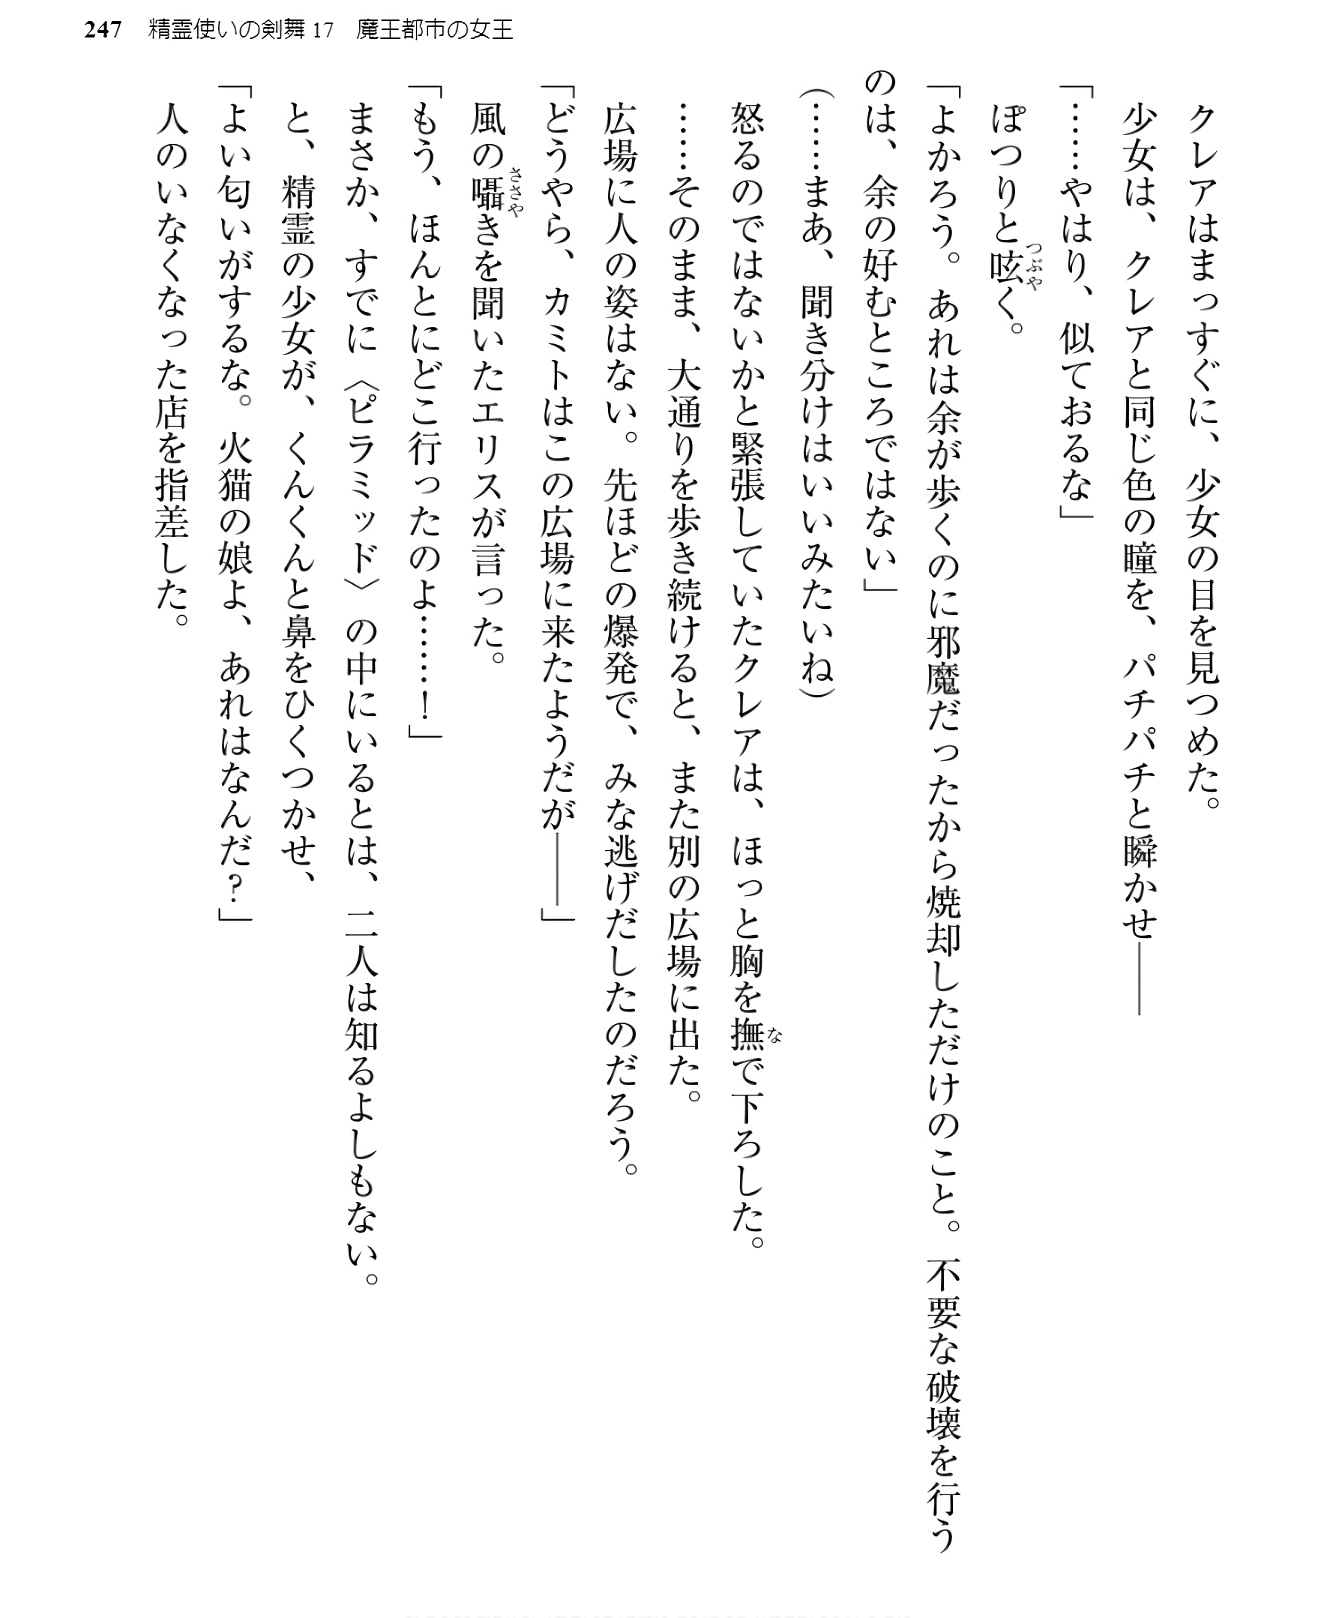 247 精霊使いの剣舞17 魔王都市の女王
クレアはまっすぐに、少女の目を見つめた。
少女は、クレアと同じ色の瞳を、パチパチと瞬かせ――
「……やはり、似ておるな」
ぽつりと呟く。
つぶや
「よかろう。あれは余が歩くのに邪魔だったから焼却しただけのこと。不要な破壊を行う
のは、余の好むところではない」
(……まあ、聞き分けはいいみたいね)
怒るのではないかと緊張していたクレアは、ほっと胸を撫で下ろした。
な
……そのまま、大通りを歩き続けると、また別の広場に出た。
広場に人の姿はない。先ほどの爆発で、みな逃げだしたのだろう。
「どうやら、カミトはこの広場に来たようだが――」
風の囁きを聞いたエリスが言った。
ささや
「もう、ほんとにどこ行ったのよ……!」
まさか、すでに〈ピラミッド〉の中にいるとは、二人は知るよしもない。
と、精霊の少女が、くんくんと鼻をひくつかせ、
「よい匂いがするな。火猫の娘よ、あれはなんだ?」
人のいなくなった店を指差した。